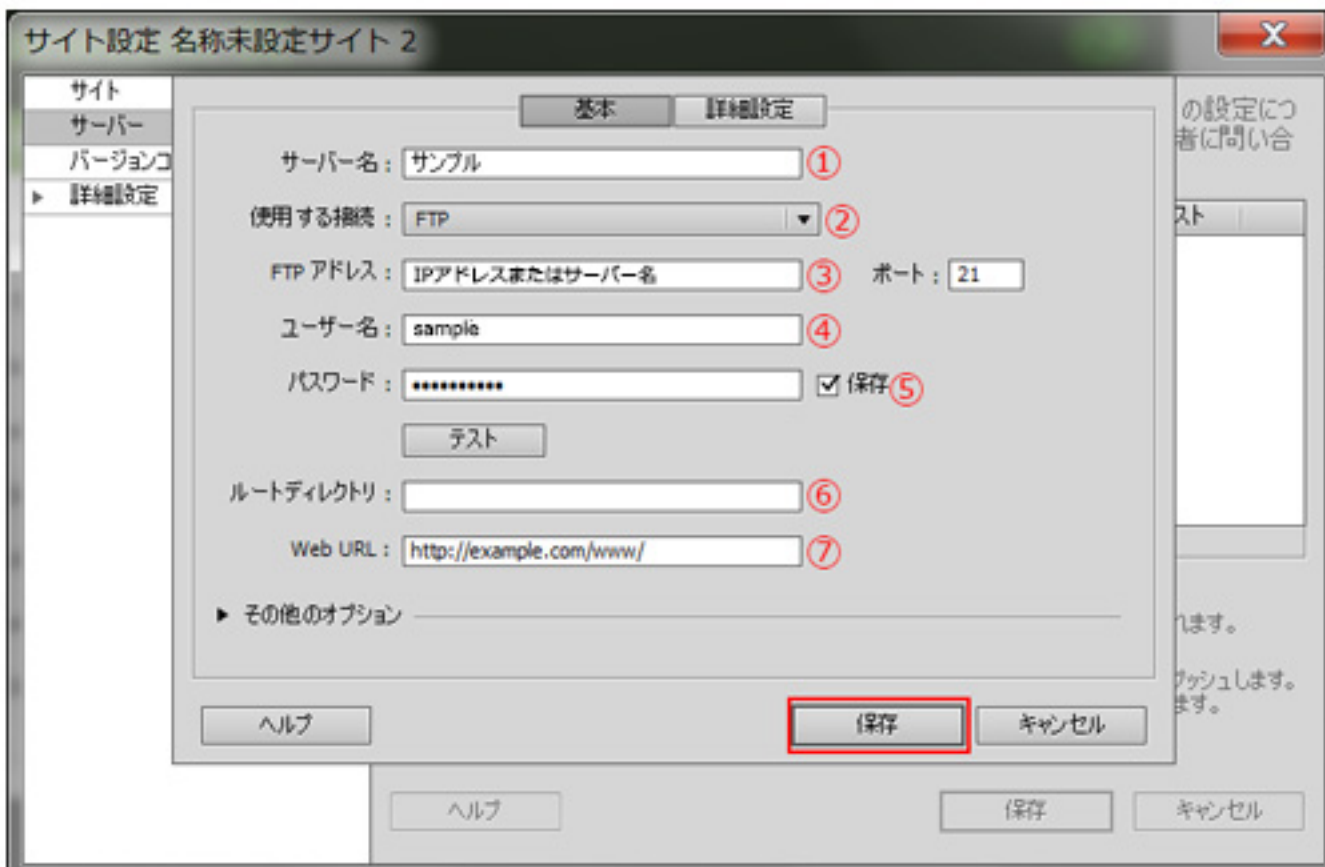 サイト設定 名称未設定サイト 2
サイト
サーバー
バージョンコ
詳細設定
基本 詳細設定
の設定につ
者に問い合
サーバー名: サンプル ①
使用する接続: FTP ②
スト
FTP アドレス: IPアドレスまたはサーバー名 ③ ポート: 21
ユーザー名: sample ④
パスワード: •••••••••• 保存 ⑤
テスト
ルートディレクトリ: ⑥
Web URL: http://example.com/www/ ⑦
その他のオプション
れます。
プッシュします。
ます。
ヘルプ 保存 キャンセル
ヘルプ 保存 キャンセル